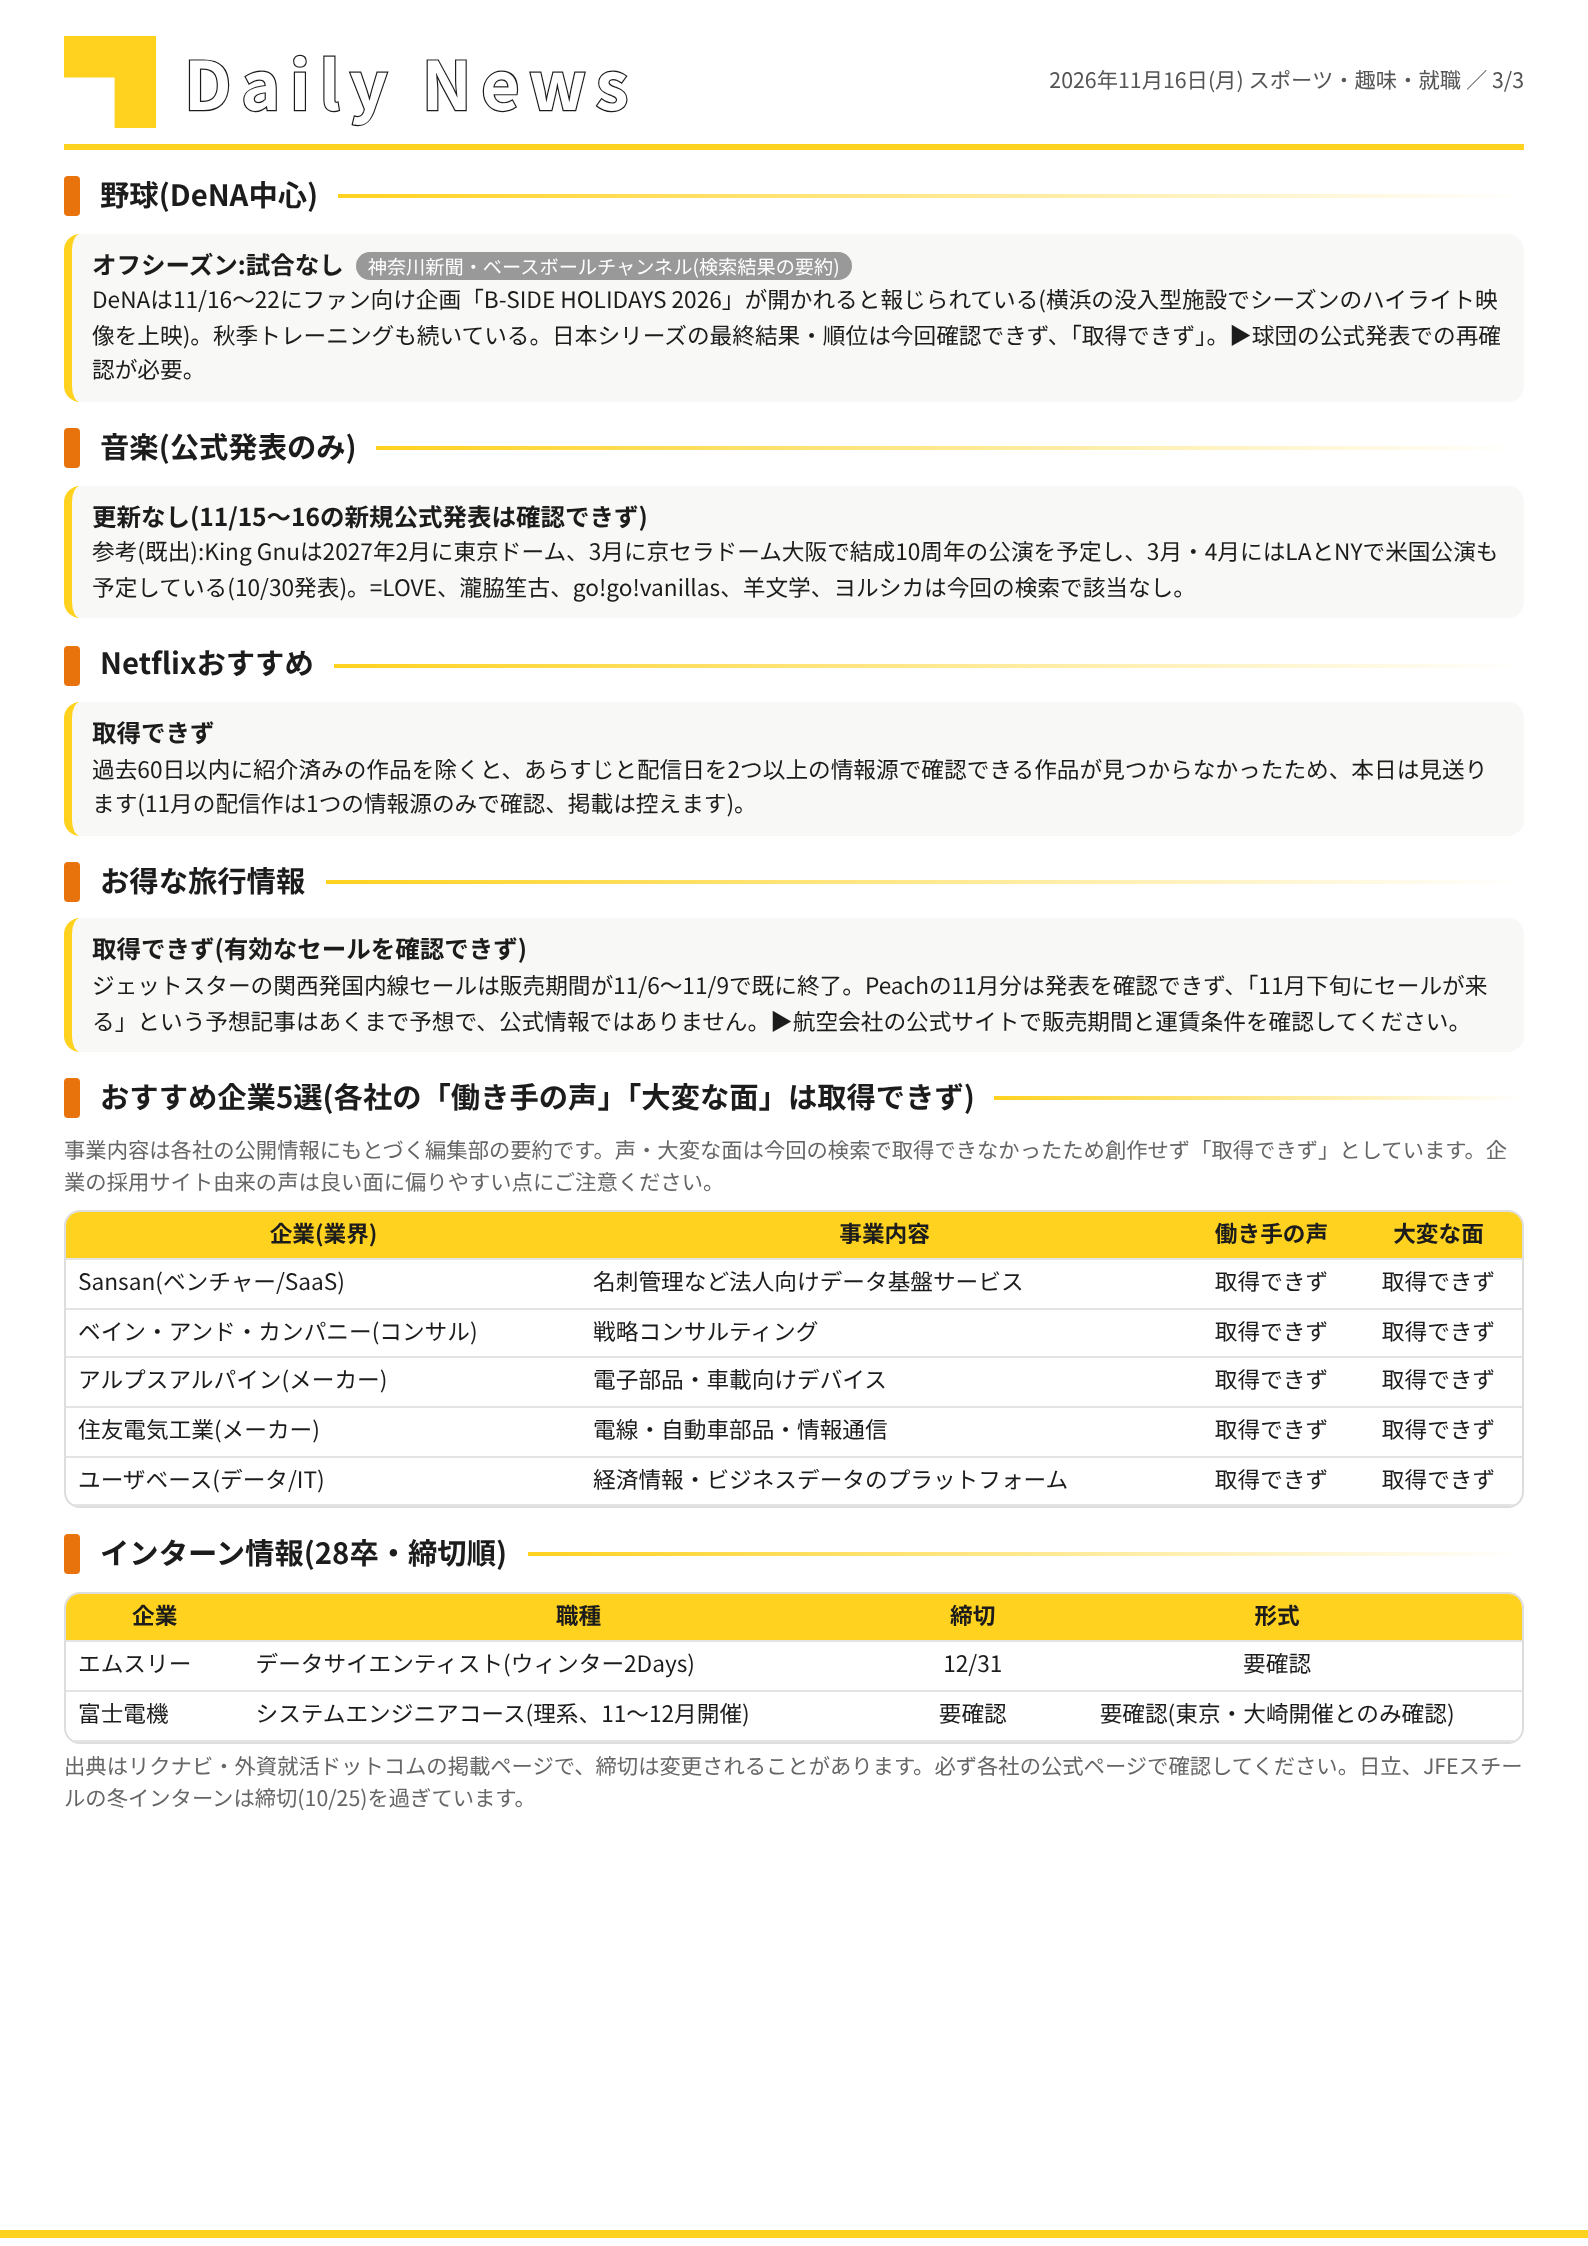 Daily News
2026年11月16日(月) スポーツ・趣味・就職 ／ 3/3
野球(DeNA中心)
オフシーズン:試合なし 神奈川新聞・ベースボールチャンネル(検索結果の要約)
DeNAは11/16〜22にファン向け企画「B-SIDE HOLIDAYS 2026」が開かれると報じられている(横浜の没入型施設でシーズンのハイライト映
像を上映)。秋季トレーニングも続いている。日本シリーズの最終結果・順位は今回確認できず、「取得できず」。▶球団の公式発表での再確
認が必要。
音楽(公式発表のみ)
更新なし(11/15〜16の新規公式発表は確認できず)
参考(既出):King Gnuは2027年2月に東京ドーム、3月に京セラドーム大阪で結成10周年の公演を予定し、3月・4月にはLAとNYで米国公演も
予定している(10/30発表)。=LOVE、瀧脇笙古、go!go!vanillas、羊文学、ヨルシカは今回の検索で該当なし。
Netflixおすすめ
取得できず
過去60日以内に紹介済みの作品を除くと、あらすじと配信日を2つ以上の情報源で確認できる作品が見つからなかったため、本日は見送り
ます(11月の配信作は1つの情報源のみで確認、掲載は控えます)。
お得な旅行情報
取得できず(有効なセールを確認できず)
ジェットスターの関西発国内線セールは販売期間が11/6〜11/9で既に終了。Peachの11月分は発表を確認できず、「11月下旬にセールが来
る」という予想記事はあくまで予想で、公式情報ではありません。▶航空会社の公式サイトで販売期間と運賃条件を確認してください。
おすすめ企業5選(各社の「働き手の声」「大変な面」は取得できず)
事業内容は各社の公開情報にもとづく編集部の要約です。声・大変な面は今回の検索で取得できなかったため創作せず「取得できず」としています。企
業の採用サイト由来の声は良い面に偏りやすい点にご注意ください。
企業(業界) 事業内容 働き手の声 大変な面
Sansan(ベンチャー/SaaS) 名刺管理など法人向けデータ基盤サービス 取得できず 取得できず
ベイン・アンド・カンパニー(コンサル) 戦略コンサルティング 取得できず 取得できず
アルプスアルパイン(メーカー) 電子部品・車載向けデバイス 取得できず 取得できず
住友電気工業(メーカー) 電線・自動車部品・情報通信 取得できず 取得できず
ユーザベース(データ/IT) 経済情報・ビジネスデータのプラットフォーム 取得できず 取得できず
インターン情報(28卒・締切順)
企業 職種 締切 形式
エムスリー データサイエンティスト(ウィンター2Days) 12/31 要確認
富士電機 システムエンジニアコース(理系、11〜12月開催) 要確認 要確認(東京・大崎開催とのみ確認)
出典はリクナビ・外資就活ドットコムの掲載ページで、締切は変更されることがあります。必ず各社の公式ページで確認してください。日立、JFEスチー
ルの冬インターンは締切(10/25)を過ぎています。